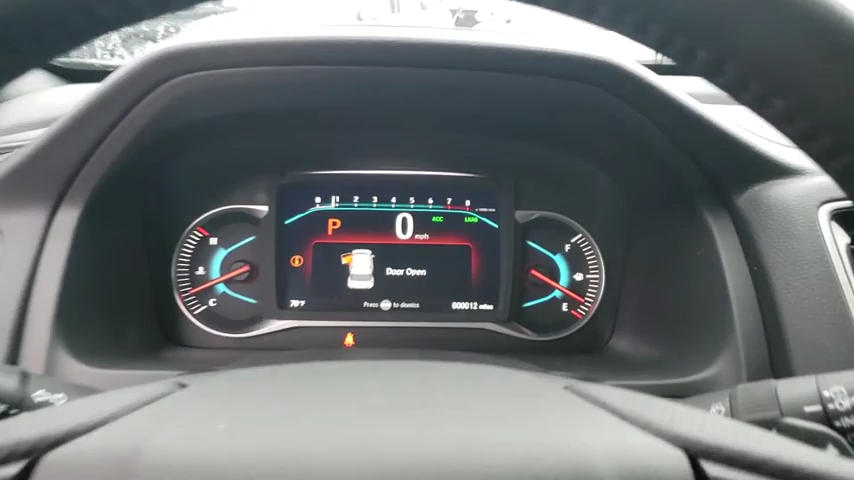 0 1 2 3 4 5 6 7 8
P
0 mph
ACC
LKAS
Door Open
Press to dismiss
70°F
000012 miles
H
C
F
E